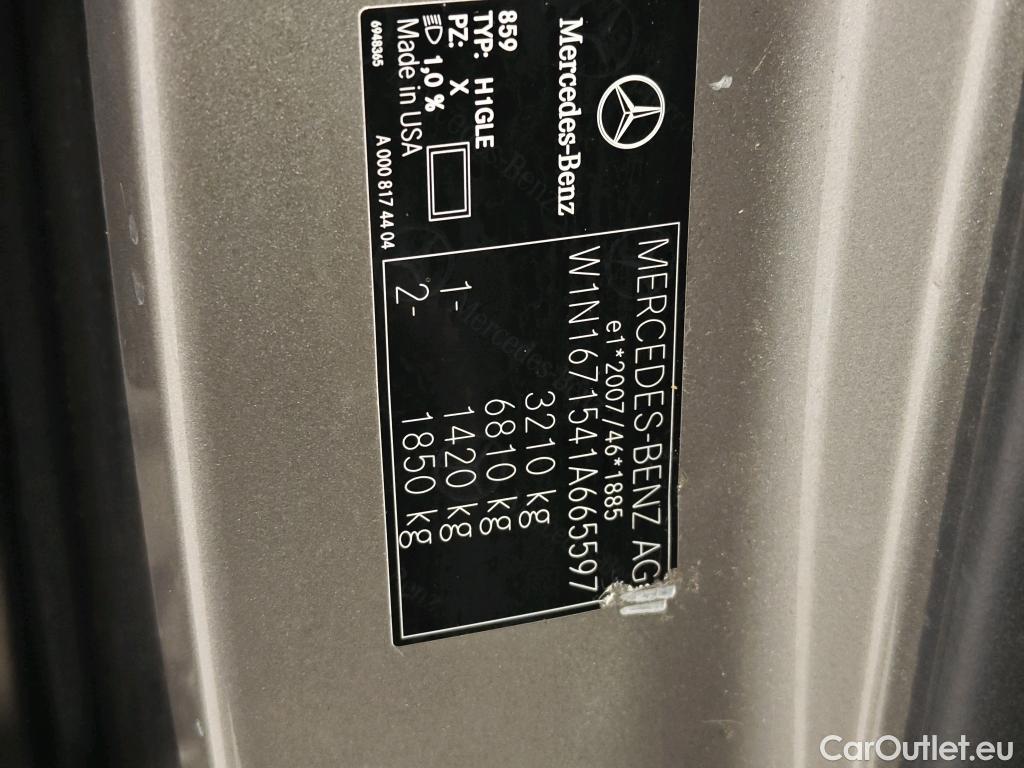 Mercedes-Benz
859
TYP: H1GLE
PZ: X
1,0 %
Made in USA
6948365
A 000 817 44 04
MERCEDES-BENZ AG
e1*2007/46*1885
W1N1671541A665597
3210 kg
6810 kg
1- 1420 kg
2- 1850 kg
CarOutlet.eu